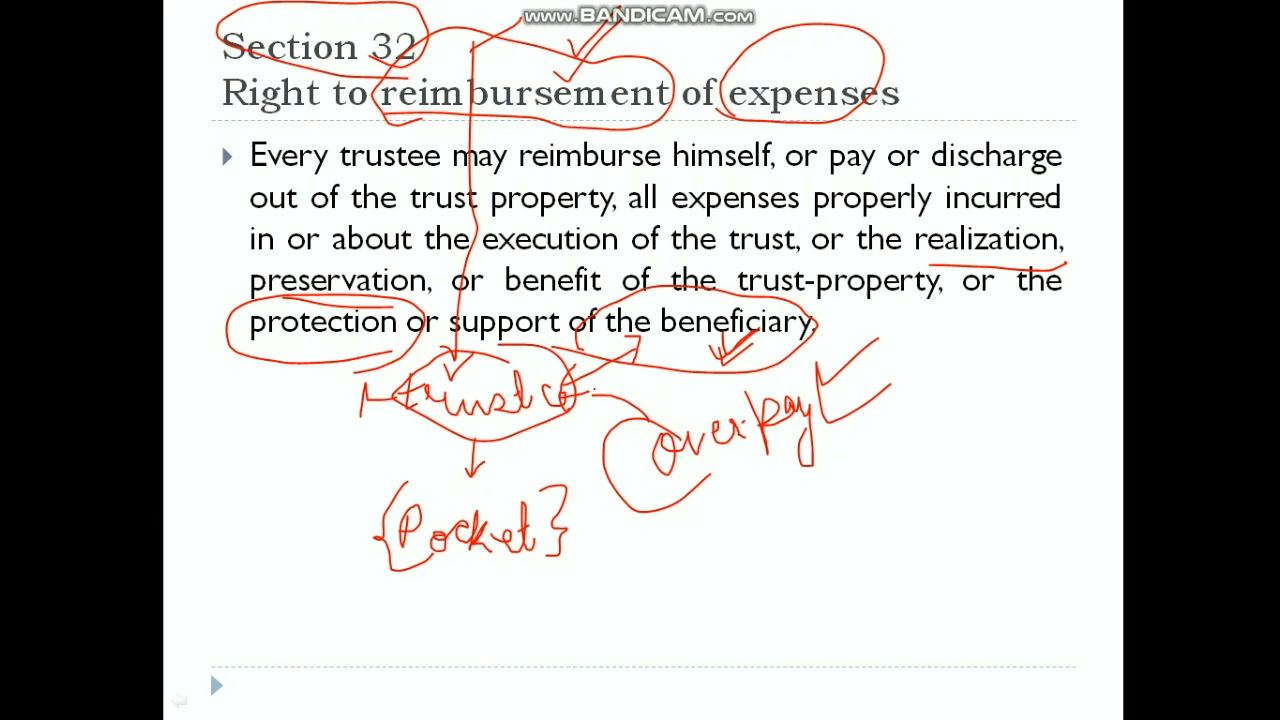 www.BANDICAM.com
Section 32
Right to reimbursement of expenses
Every trustee may reimburse himself, or pay or discharge
out of the trust property, all expenses properly incurred
in or about the execution of the trust, or the realization,
preservation, or benefit of the trust-property, or the
protection or support of the beneficiary.
trustee
over-pay
{Pocket}